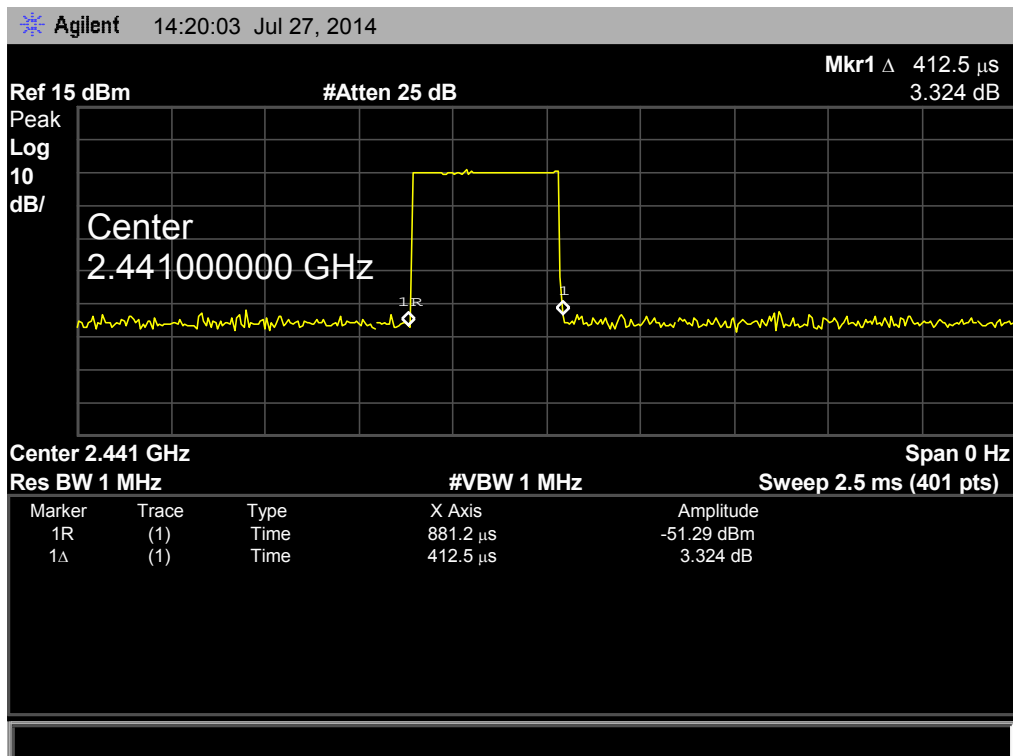 Agilent 14:20:03 Jul 27, 2014
Mkr1 Δ 412.5 μs
Ref 15 dBm #Atten 25 dB 3.324 dB
Peak
Log
10
dB/
Center
2.441000000 GHz
1R
1
Center 2.441 GHz Span 0 Hz
Res BW 1 MHz #VBW 1 MHz Sweep 2.5 ms (401 pts)
Marker Trace Type X Axis Amplitude
1R (1) Time 881.2 μs -51.29 dBm
1Δ (1) Time 412.5 μs 3.324 dB